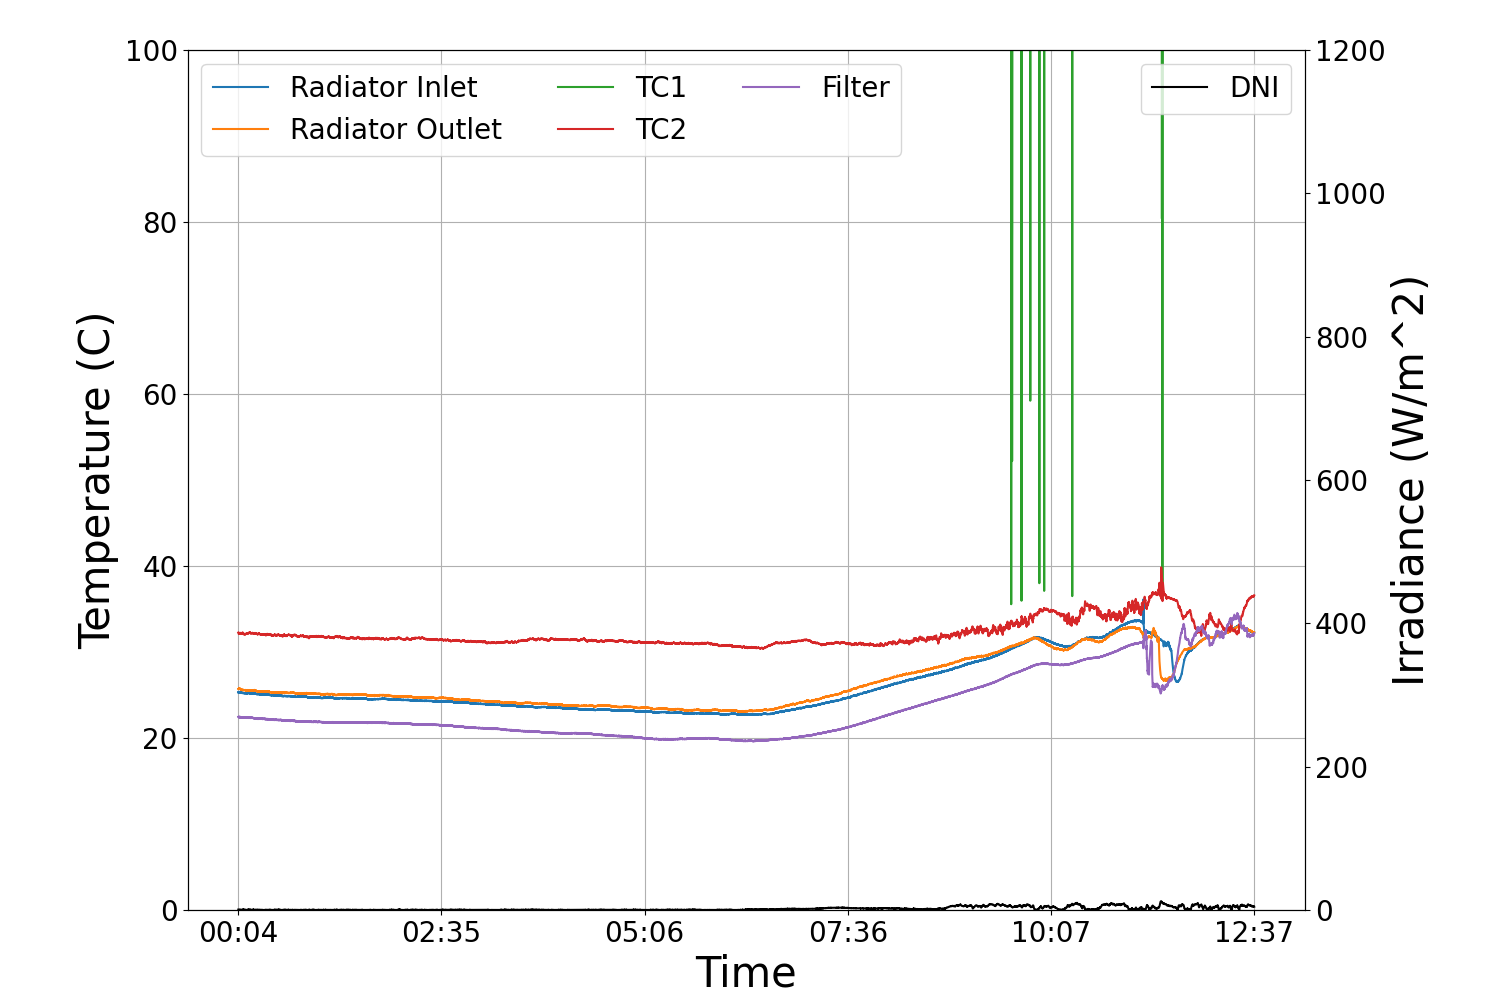 Radiator Inlet
Radiator Outlet
TC1
TC2
Filter
DNI
Temperature (C)
100
80
60
40
20
0
1200
1000
800
600
400
200
0
Irradiance (W/m^2)
00:04 02:35 05:06 07:36 10:07 12:37
Time